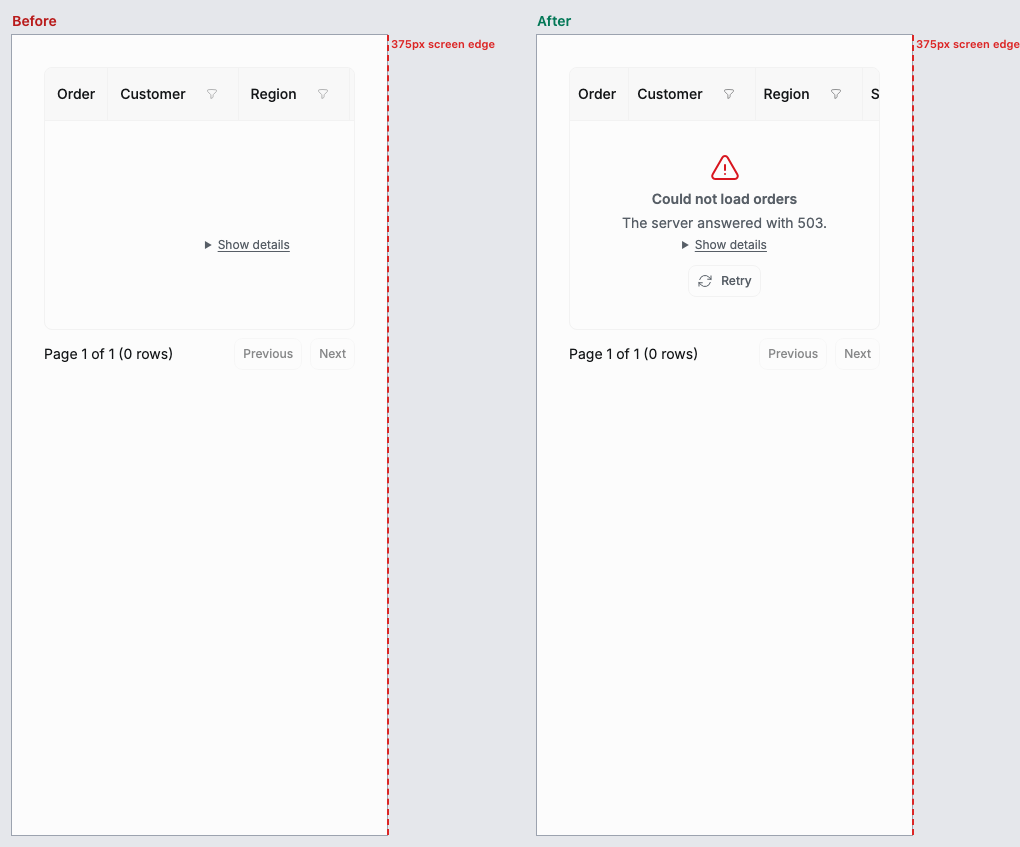 Before
375px screen edge
Order Customer Region
Show details
Page 1 of 1 (0 rows) Previous Next
After
375px screen edge
Order Customer Region S
Could not load orders
The server answered with 503.
Show details
Retry
Page 1 of 1 (0 rows) Previous Next